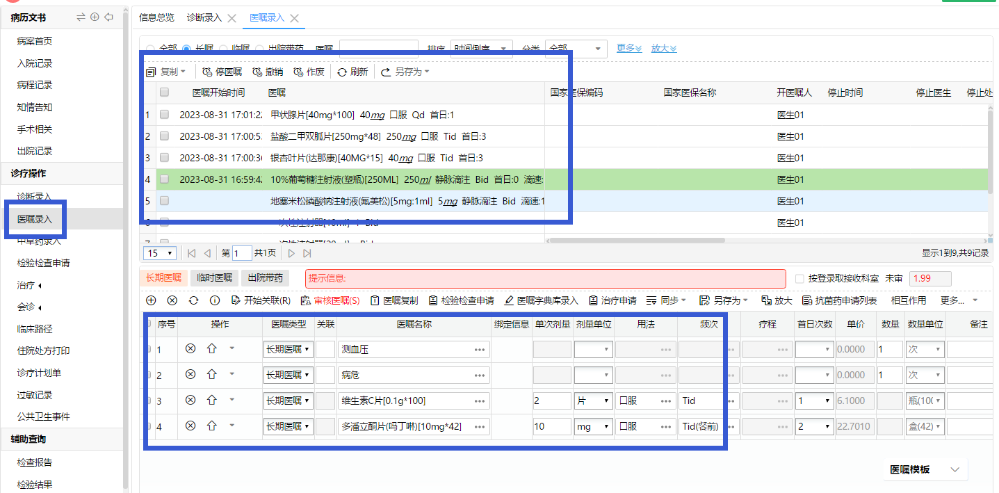 病历文书
病案首页
入院记录
病程记录
知情告知
手术相关
出院记录
诊疗操作
诊断录入
医嘱录入
中草药录入
检验检查申请
治疗
会诊
临床路径
住院处方打印
诊疗计划单
过敏记录
公共卫生事件
辅助查询
检查报告
检验结果
信息总览 诊断录入 医嘱录入
全部 长嘱 临嘱 出院带药 医嘱 排序 时间倒序 分类 全部 更多 放大
复制 停医嘱 撤销 作废 刷新 另存为
医嘱开始时间 医嘱 国家医保编码 国家医保名称 开医嘱人 停止时间 停止医生 停止处
1 2023-08-31 17:01:22 甲状腺片[40mg*100] 40mg 口服 Qd 首日:1 医生01
2 2023-08-31 17:00:53 盐酸二甲双胍片[250mg*48] 250mg 口服 Tid 首日:3 医生01
3 2023-08-31 17:00:36 银杏叶片(达那康)[40MG*15] 40mg 口服 Tid 首日:3 医生01
4 2023-08-31 16:59:42 10%葡萄糖注射液(塑瓶)[250ML] 250ml 静脉滴注 Bid 首日:0 滴速: 医生01
5 地塞米松磷酸钠注射液(氟美松)[5mg:1ml] 5mg 静脉滴注 Bid 滴速:1 医生01
6 一次性注射器[10ml] 1 Bid 医生01
7 一次性注射器[20ml] Bid
15 第 1 共1页 显示1到9,共9记录
长期医嘱 临时医嘱 出院带药 提示信息: 按登录取接收科室 未审 1.99
开始关联(R) 审核医嘱(S) 医嘱复制 检验检查申请 医嘱字典库录入 治疗申请 同步 另存为 放大 抗菌药申请列表 相互作用 更多...
序号 操作 医嘱类型 关联 医嘱名称 绑定信息 单次剂量 剂量单位 用法 频次 疗程 首日次数 单价 数量 数量单位 备注
1 长期医嘱 测血压 0.0000 1 次
2 长期医嘱 病危 0.0000 1 次
3 长期医嘱 维生素C片[0.1g*100] 2 片 口服 Tid 1 6.1000 瓶(100
4 长期医嘱 多潘立酮片(吗丁啉)[10mg*42] 10 mg 口服 Tid(餐前) 2 22.7010 盒(42)
医嘱模板